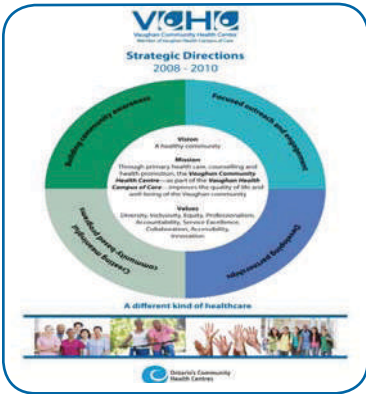 VCHC
Vaughan Community Health Centre
Member of Vaughan Health Campus of Care
Strategic Directions
2008 - 2010
Building community awareness
Focused outreach and engagement
Vision
A healthy community
Mission
Through primary health care, counselling and
health promotion, the Vaughan Community
Health Centre—as part of the Vaughan Health
Campus of Care—improves the quality of life and
well-being of the Vaughan community
Values
Diversity, Inclusivity, Equity, Professionalism,
Accountability, Service Excellence,
Collaboration, Accessibility,
Innovation
Creating meaningful
community-based programs
Developing partnerships
A different kind of healthcare
Ontario's Community
Health Centres